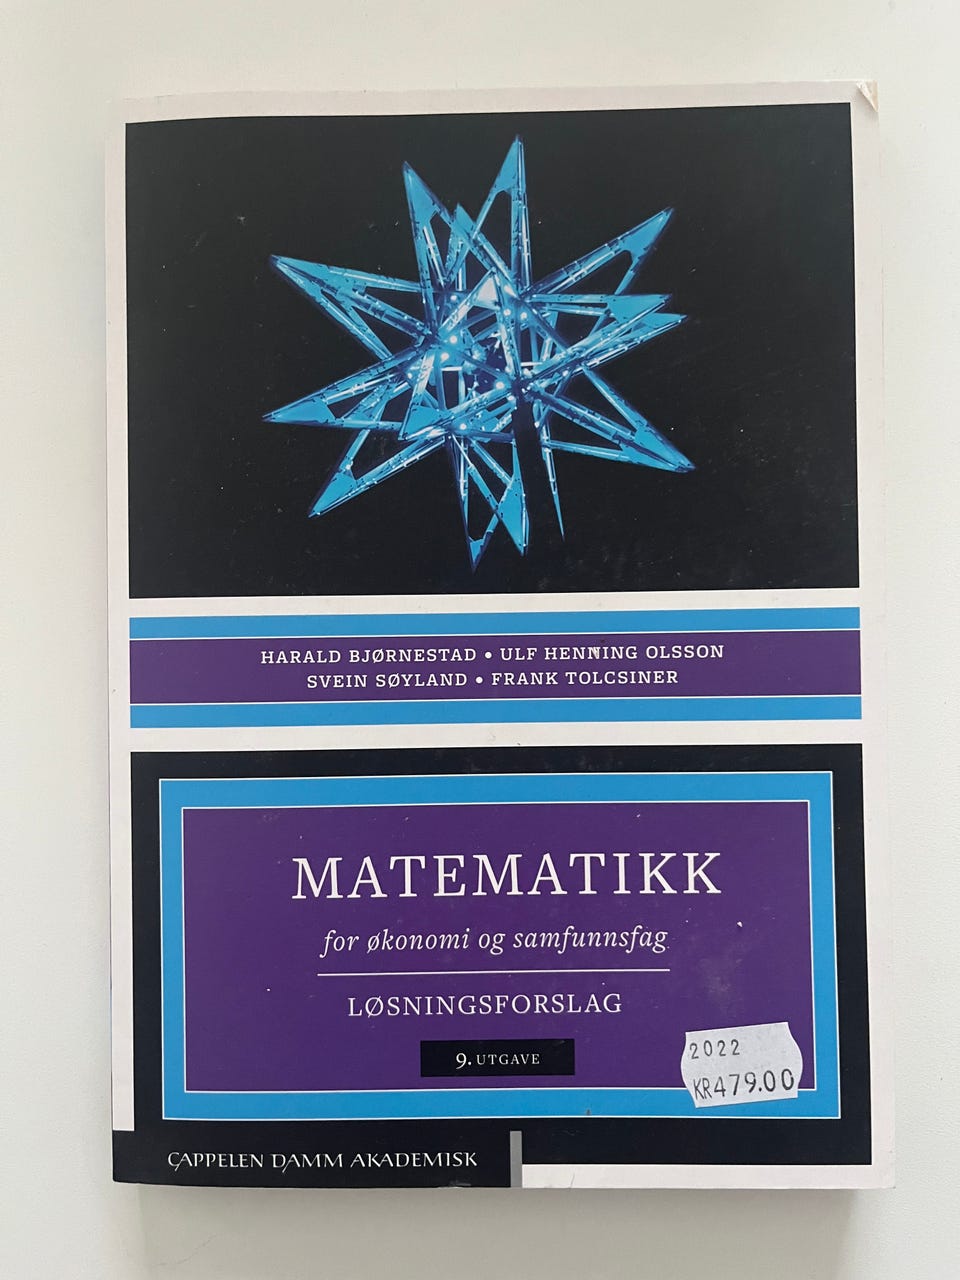 HARALD BJØRNESTAD • ULF HENNING OLSSON
SVEIN SØYLAND • FRANK TOLCSINER
MATEMATIKK
for økonomi og samfunnsfag
LØSNINGSFORSLAG
9. UTGAVE
2022
KR479.00
CAPPELEN DAMM AKADEMISK